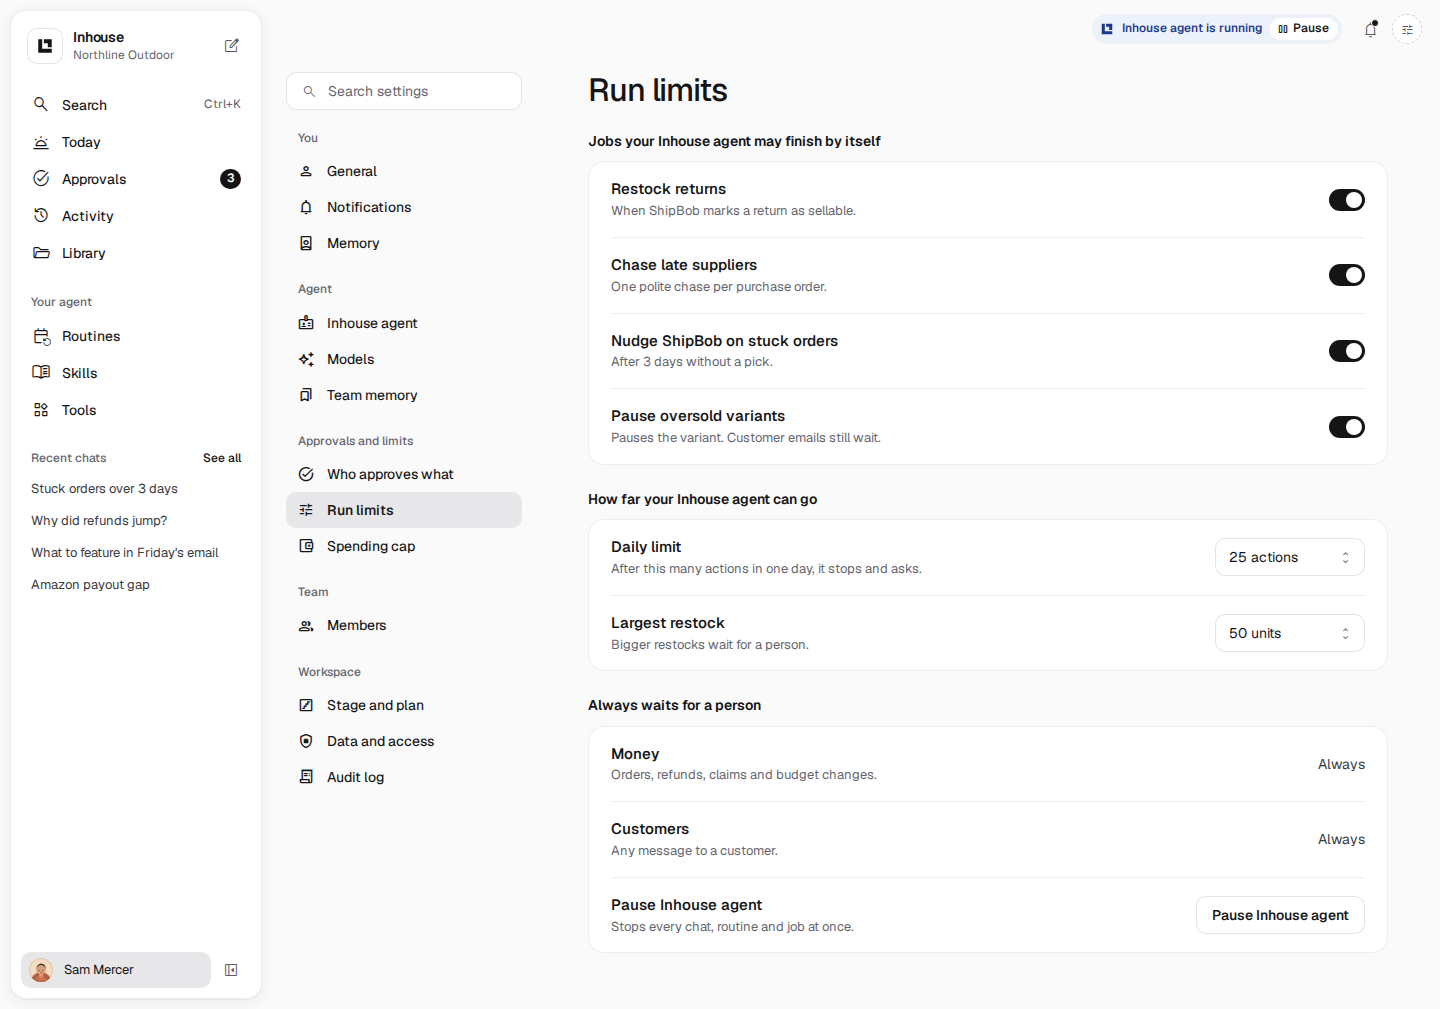 Inhouse
Northline Outdoor
Search
Ctrl+K
Today
Approvals
3
Activity
Library
Your agent
Routines
Skills
Tools
Recent chats
See all
Stuck orders over 3 days
Why did refunds jump?
What to feature in Friday's email
Amazon payout gap
Sam Mercer
Search settings
You
General
Notifications
Memory
Agent
Inhouse agent
Models
Team memory
Approvals and limits
Who approves what
Run limits
Spending cap
Team
Members
Workspace
Stage and plan
Data and access
Audit log
Inhouse agent is running
Pause
Run limits
Jobs your Inhouse agent may finish by itself
Restock returns
When ShipBob marks a return as sellable.
Chase late suppliers
One polite chase per purchase order.
Nudge ShipBob on stuck orders
After 3 days without a pick.
Pause oversold variants
Pauses the variant. Customer emails still wait.
How far your Inhouse agent can go
Daily limit
After this many actions in one day, it stops and asks.
25 actions
Largest restock
Bigger restocks wait for a person.
50 units
Always waits for a person
Money
Orders, refunds, claims and budget changes.
Always
Customers
Any message to a customer.
Always
Pause Inhouse agent
Stops every chat, routine and job at once.
Pause Inhouse agent